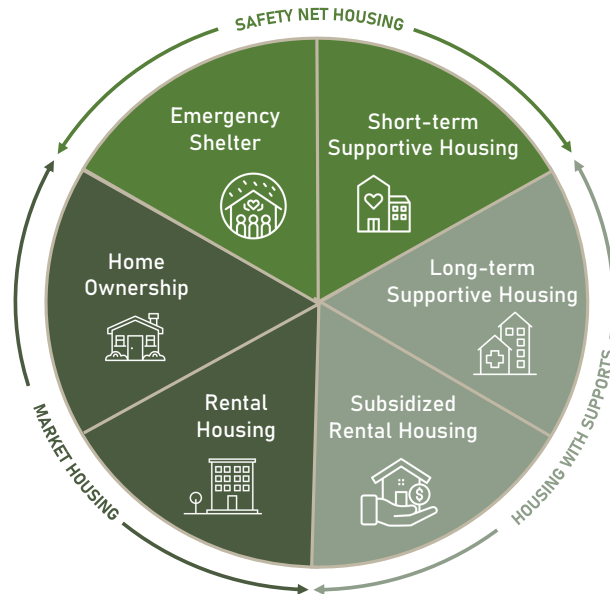 SAFETY NET HOUSING
Emergency
Shelter
Short-term
Supportive Housing
Home
Ownership
Long-term
Supportive Housing
Rental
Housing
Subsidized
Rental Housing
$
MARKET HOUSING
HOUSING WITH SUPPORTS